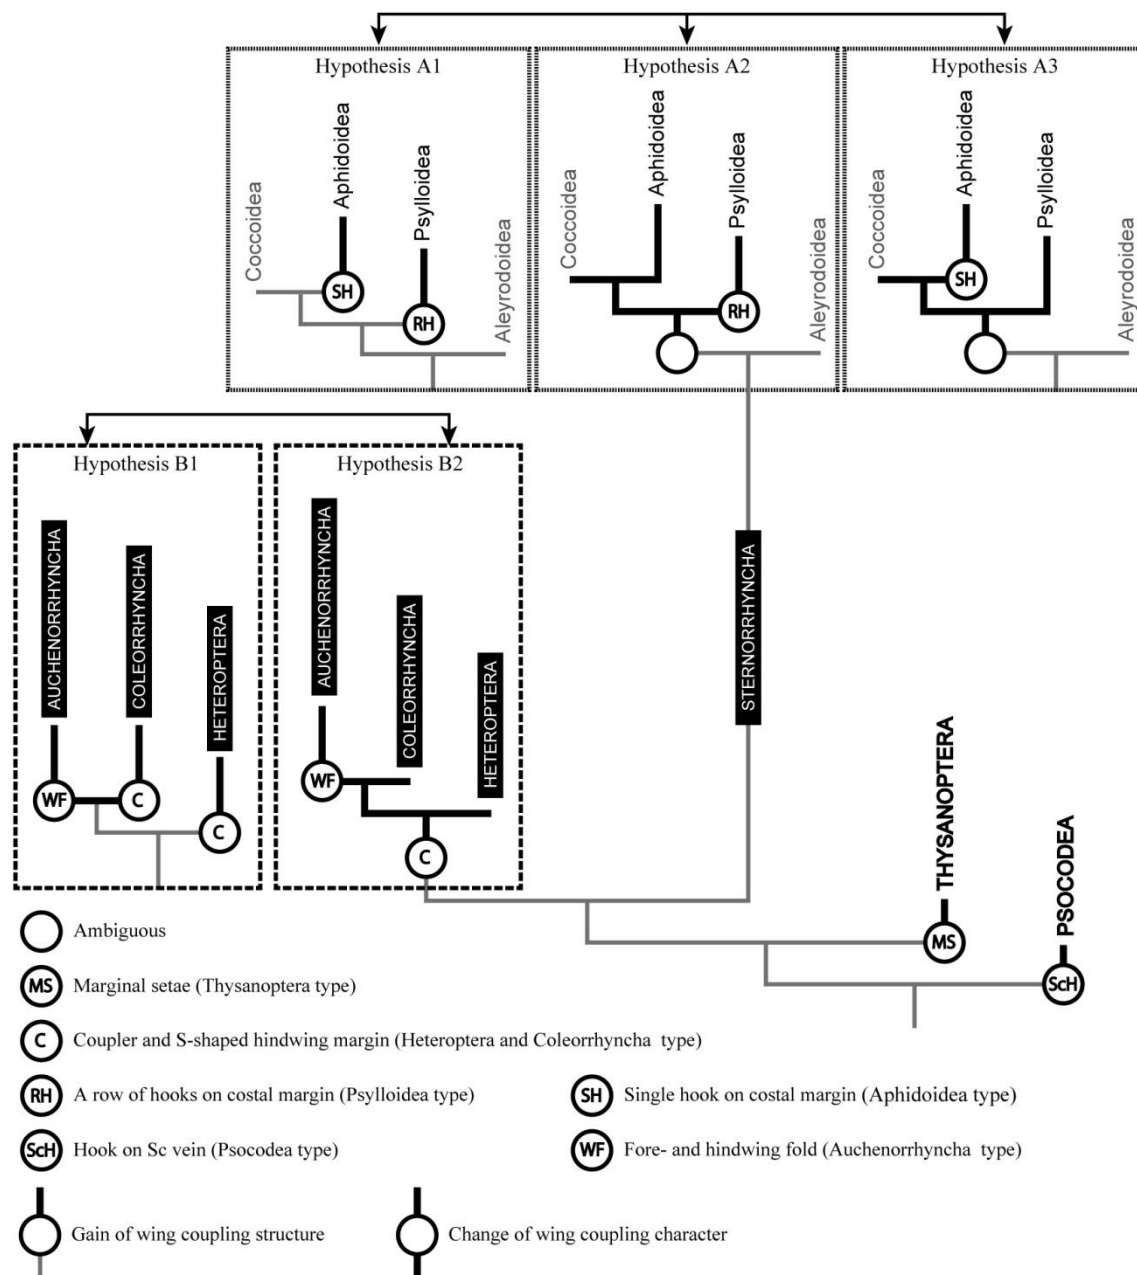 Hypothesis A1
Hypothesis A2
Hypothesis A3
Coccoidea
Aphidoidea
Psylloidea
Aleyrodoidea
SH
RH
Coccoidea
Aphidoidea
Psylloidea
Aleyrodoidea
RH
Coccoidea
Aphidoidea
Psylloidea
Aleyrodoidea
SH
Hypothesis B1
Hypothesis B2
AUCHENORRHYNCHA
COLEORRHYNCHA
HETEROPTERA
WF
C
C
AUCHENORRHYNCHA
COLEORRHYNCHA
HETEROPTERA
WF
C
STERNORRHYNCHA
THYSANOPTERA
MS
PSOCODEA
ScH
Ambiguous
MS Marginal setae (Thysanoptera type)
C Coupler and S-shaped hindwing margin (Heteroptera and Coleorrhyncha type)
RH A row of hooks on costal margin (Psylloidea type)
SH Single hook on costal margin (Aphidoidea type)
ScH Hook on Sc vein (Psocodea type)
WF Fore- and hindwing fold (Auchenorrhyncha type)
Gain of wing coupling structure
Change of wing coupling character